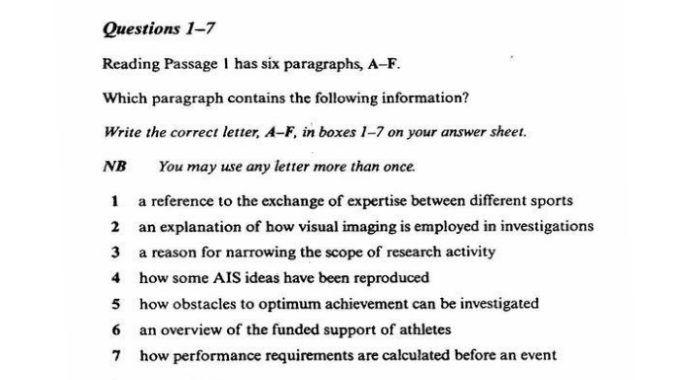 Questions 1–7
Reading Passage 1 has six paragraphs, A–F.
Which paragraph contains the following information?
Write the correct letter, A–F, in boxes 1–7 on your answer sheet.
NB You may use any letter more than once.
1 a reference to the exchange of expertise between different sports
2 an explanation of how visual imaging is employed in investigations
3 a reason for narrowing the scope of research activity
4 how some AIS ideas have been reproduced
5 how obstacles to optimum achievement can be investigated
6 an overview of the funded support of athletes
7 how performance requirements are calculated before an event